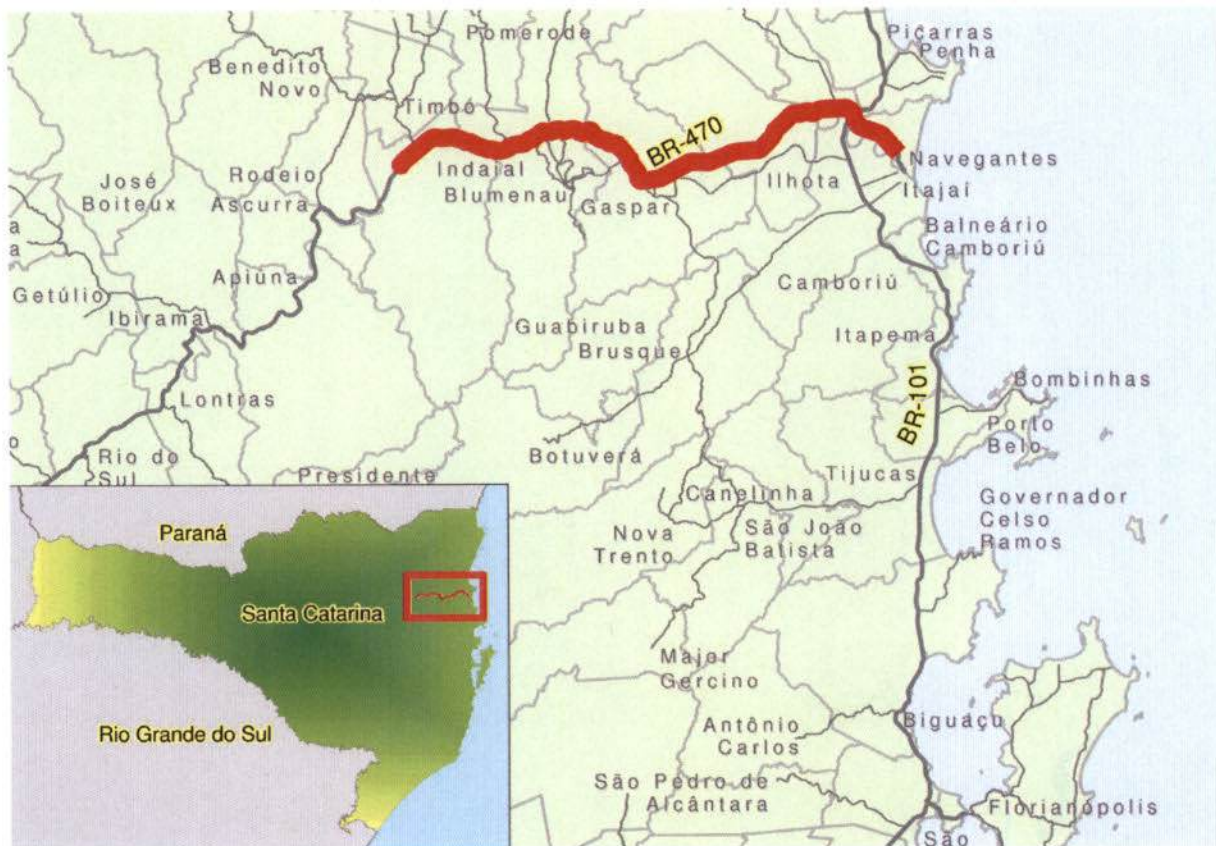 Pomerode
Piçarras
Penha
Benedito
Novo
Timbó
BR-470
Navegantes
Indaial
Blumenau
Gaspar
Ilhota
Itajaí
José
Boiteux
Rodeio
Ascurra
Balneário
Camboriú
Apiúna
Camboriú
Getúlio
Ibirama
Guabiruba
Brusque
Itapema
BR-101
Bombinhas
Porto
Belo
Lontras
Rio do
Sul
Presidente
Botuverá
Tijucas
Canelinha
Nova
Trento
São João
Batista
Governador
Celso
Ramos
Paraná
Santa Catarina
Rio Grande do Sul
Major
Gercino
Antônio
Carlos
Biguaçu
São Pedro de
Alcântara
Florianópolis
São